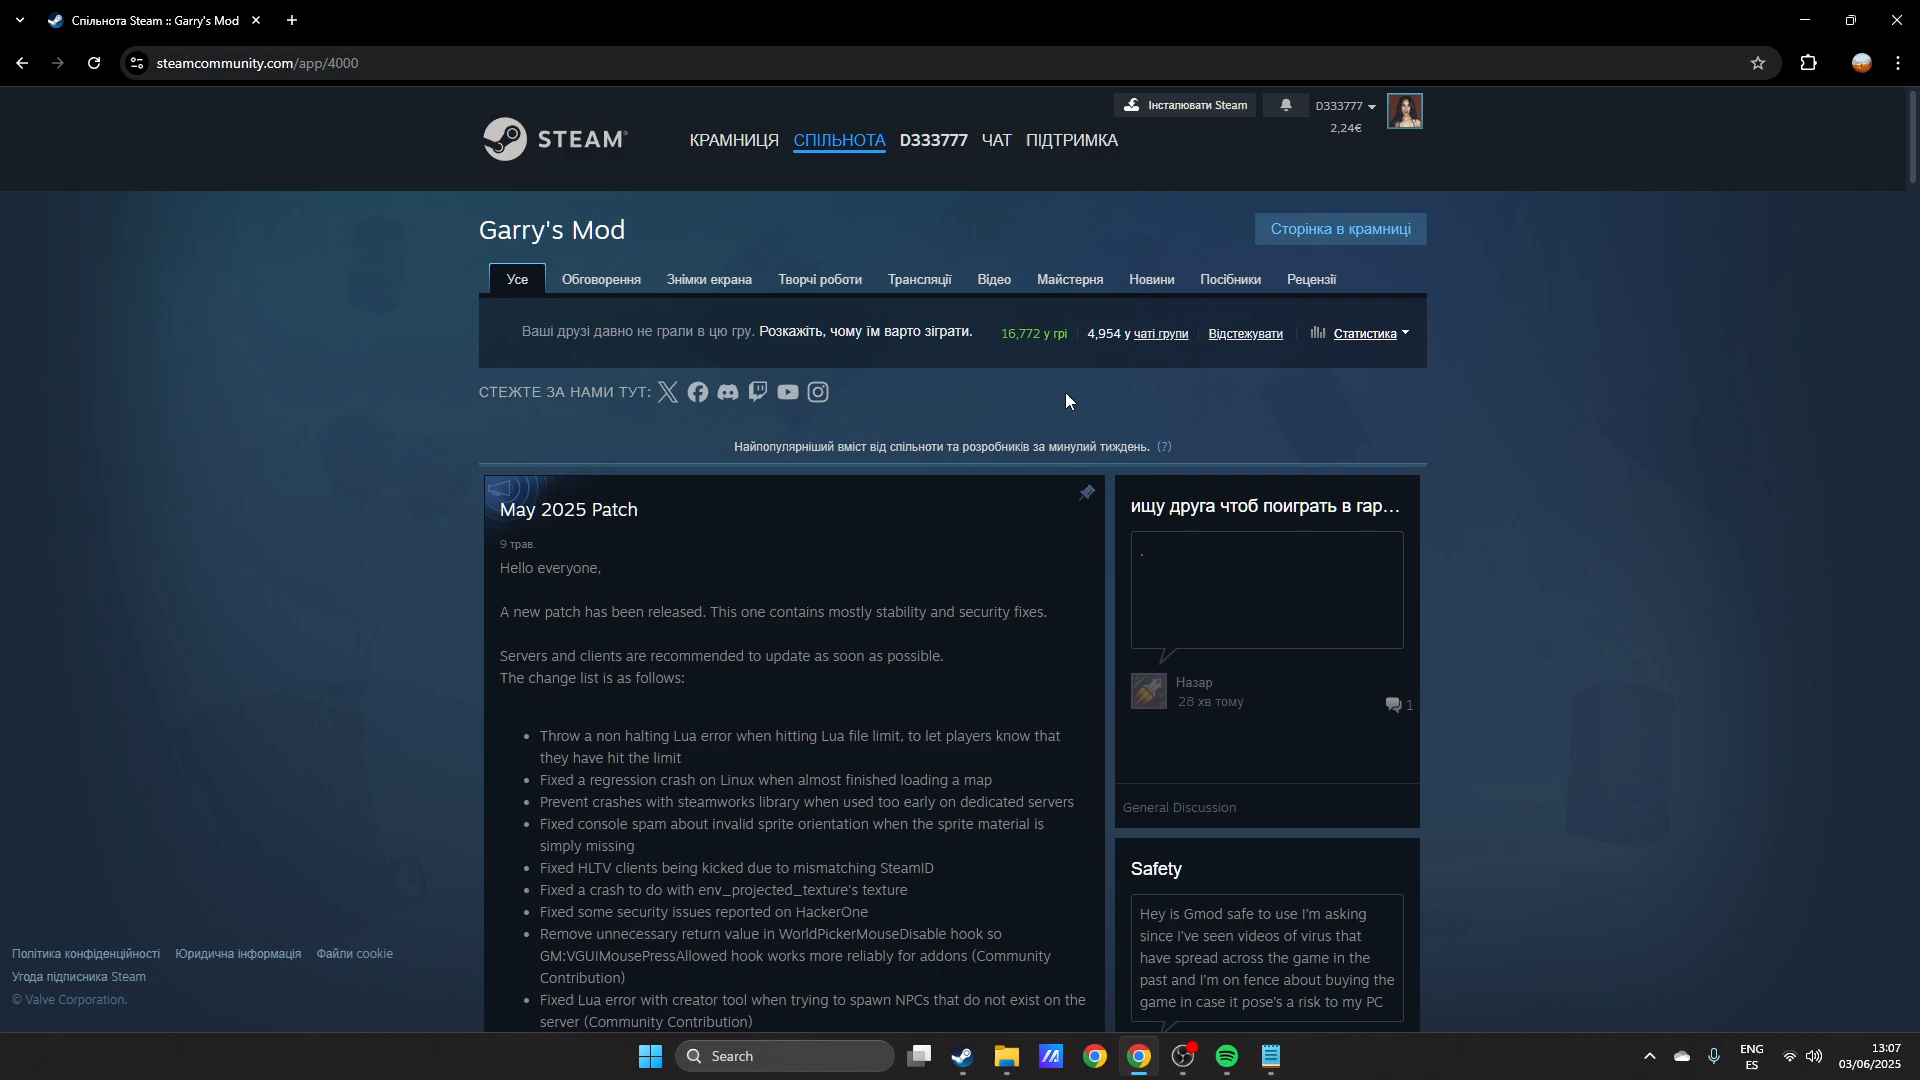 Спільнота Steam :: Garry's Mod
steamcommunity.com/app/4000
Інсталювати Steam
D333777
2,24€
STEAM
КРАМНИЦЯ СПІЛЬНОТА D333777 ЧАТ ПІДТРИМКА
Garry's Mod
Сторінка в крамниці
Усе Обговорення Знімки екрана Творчі роботи Трансляції Відео Майстерня Новини Посібники Рецензії
Ваші друзі давно не грали в цю гру. Розкажіть, чому їм варто зіграти. 16,772 у грі 4,954 у чаті групи Відстежувати Статистика
СТЕЖТЕ ЗА НАМИ ТУТ:
Найпопулярніший вміст від спільноти та розробників за минулий тиждень. (?)
May 2025 Patch
9 трав.
Hello everyone,
A new patch has been released. This one contains mostly stability and security fixes.
Servers and clients are recommended to update as soon as possible.
The change list is as follows:
• Throw a non halting Lua error when hitting Lua file limit, to let players know that
they have hit the limit
• Fixed a regression crash on Linux when almost finished loading a map
• Prevent crashes with steamworks library when used too early on dedicated servers
• Fixed console spam about invalid sprite orientation when the sprite material is
simply missing
• Fixed HLTV clients being kicked due to mismatching SteamID
• Fixed a crash to do with env_projected_texture's texture
• Fixed some security issues reported on HackerOne
• Remove unnecessary return value in WorldPickerMouseDisable hook so
GM:VGUIMousePressAllowed hook works more reliably for addons (Community
Contribution)
• Fixed Lua error with creator tool when trying to spawn NPCs that do not exist on the
server (Community Contribution)
ищу друга чтоб поиграть в гар...
.
Назар
28 хв тому
1
General Discussion
Safety
Hey is Gmod safe to use I'm asking
since I've seen videos of virus that
have spread across the game in the
past and I'm on fence about buying the
game in case it pose's a risk to my PC
Політика конфіденційності Юридична інформація Файли cookie
Угода підписника Steam
© Valve Corporation.
Search
ENG
ES
13:07
03/06/2025